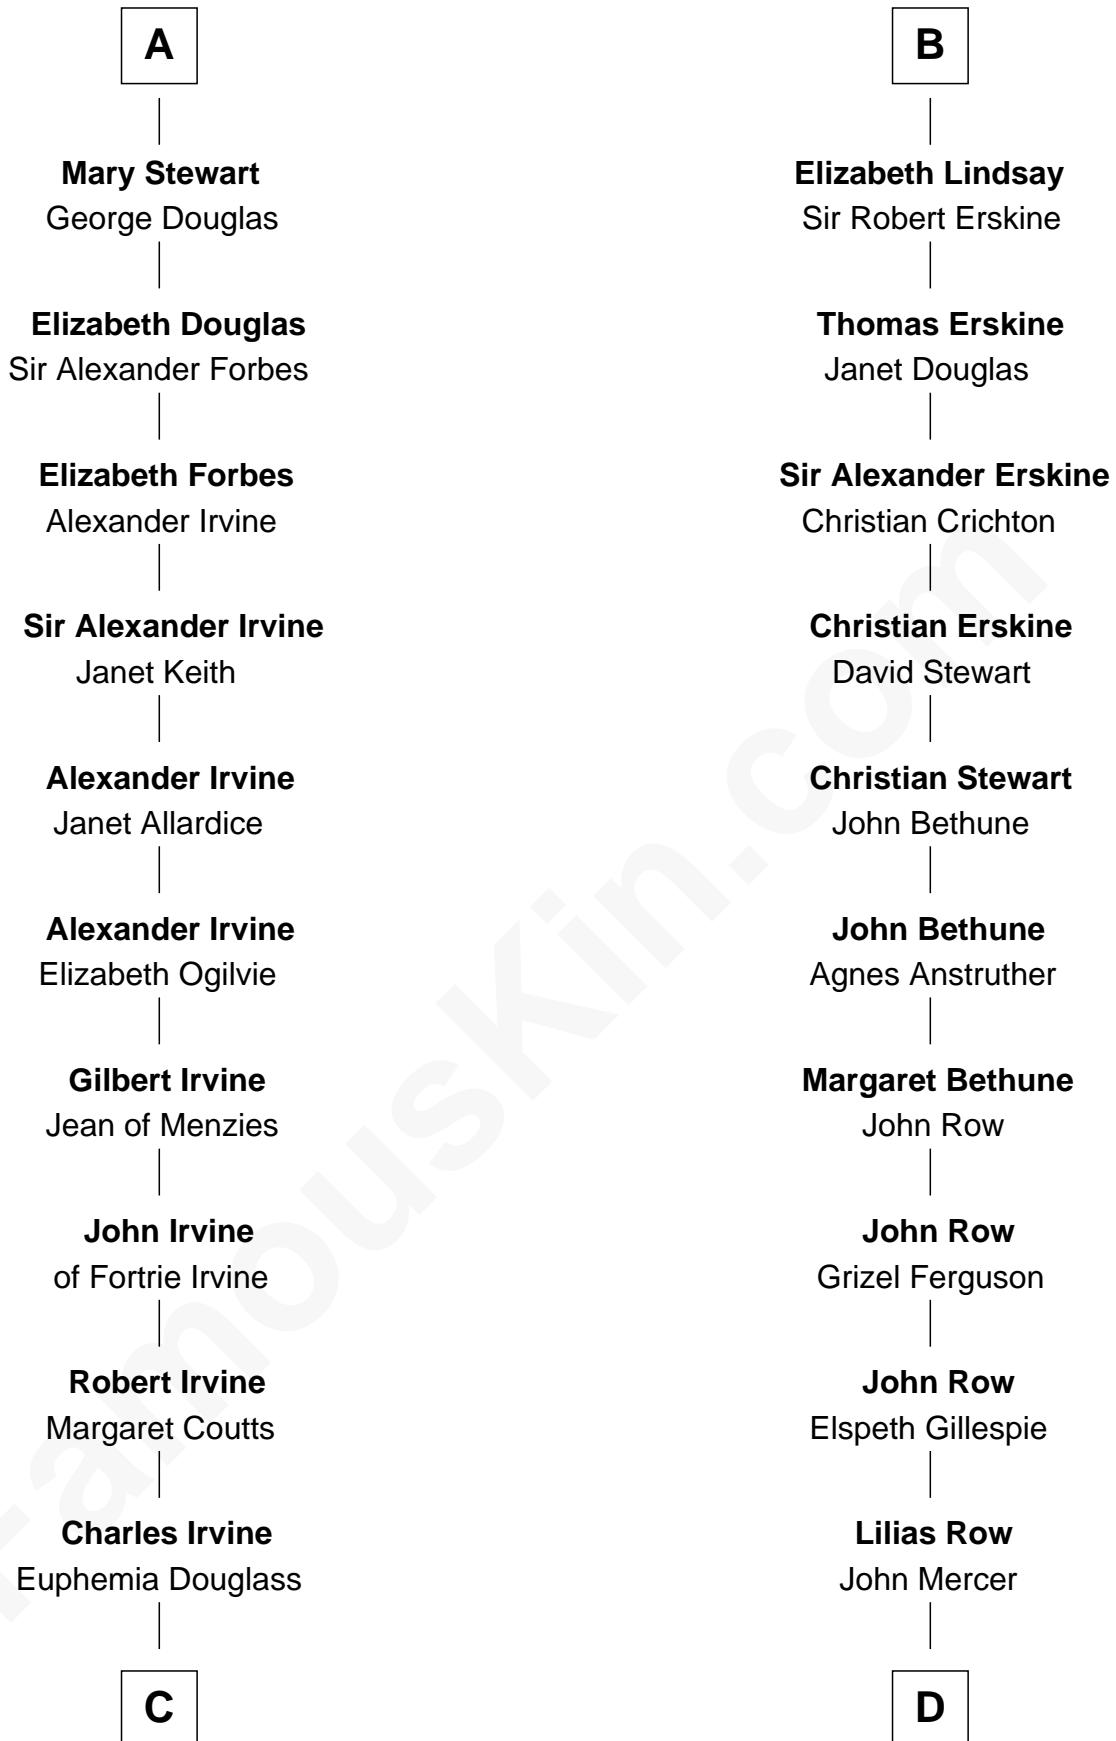 A
Mary Stewart
George Douglas
Elizabeth Douglas
Sir Alexander Forbes
Elizabeth Forbes
Alexander Irvine
Sir Alexander Irvine
Janet Keith
Alexander Irvine
Janet Allardice
Alexander Irvine
Elizabeth Ogilvie
Gilbert Irvine
Jean of Menzies
John Irvine
of Fortrie Irvine
Robert Irvine
Margaret Coutts
Charles Irvine
Euphemia Douglass
C
B
Elizabeth Lindsay
Sir Robert Erskine
Thomas Erskine
Janet Douglas
Sir Alexander Erskine
Christian Crichton
Christian Erskine
David Stewart
Christian Stewart
John Bethune
John Bethune
Agnes Anstruther
Margaret Bethune
John Row
John Row
Grizel Ferguson
John Row
Elspeth Gillespie
Lilias Row
John Mercer
D
FamousKin.com